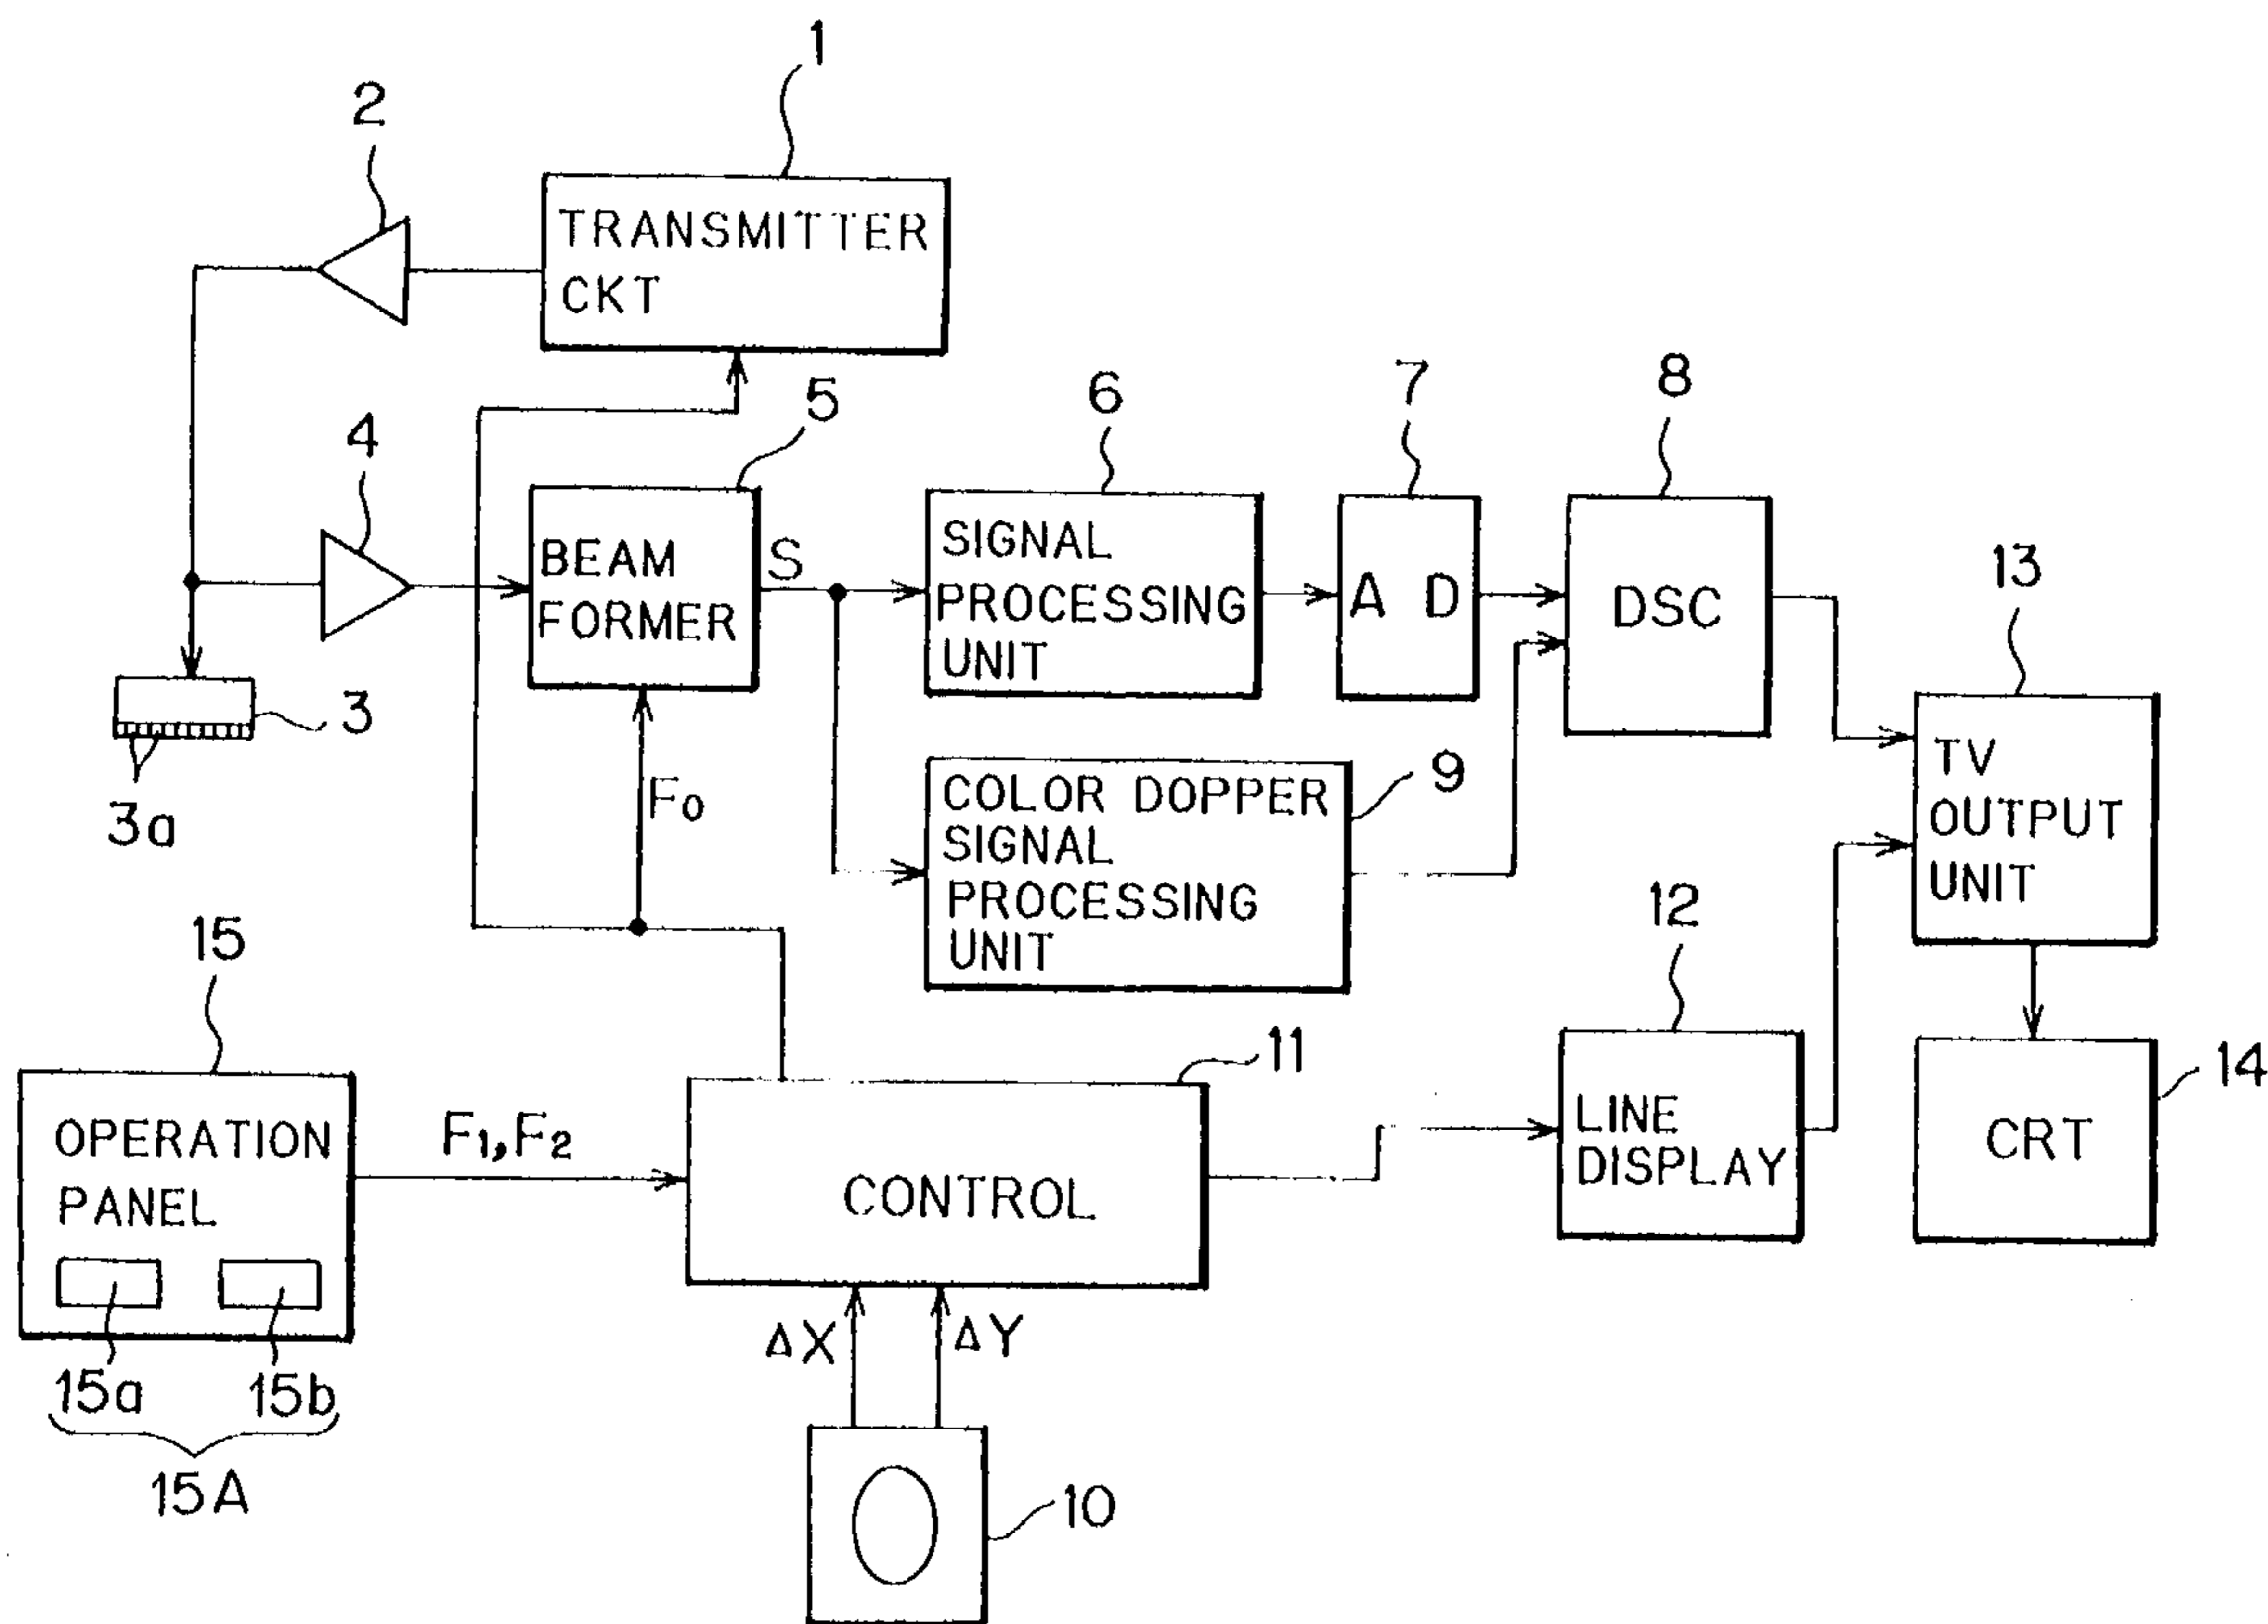 1
2
TRANSMITTER
CKT
4
5
6
7
8
BEAM
FORMER
S
SIGNAL
PROCESSING
UNIT
A D
DSC
13
3
3a
F0
COLOR DOPPER
SIGNAL
PROCESSING
UNIT
9
TV
OUTPUT
UNIT
15
12
11
OPERATION
PANEL
F1,F2
CONTROL
LINE
DISPLAY
CRT
14
15a
15b
15A
ΔX
ΔY
10